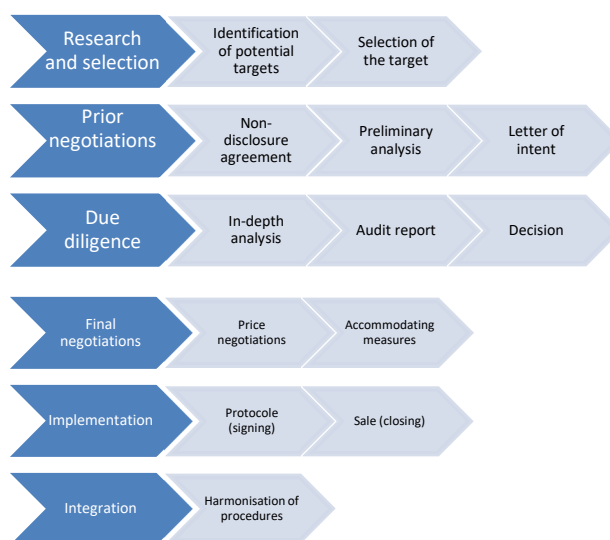 Research
and selection
Identification
of potential
targets
Selection of
the target
Prior
negotiations
Non-
disclosure
agreement
Preliminary
analysis
Letter of
intent
Due
diligence
In-depth
analysis
Audit report
Decision
Final
negotiations
Price
negotiations
Accommodating
measures
Implementation
Protocole
(signing)
Sale (closing)
Integration
Harmonisation of
procedures